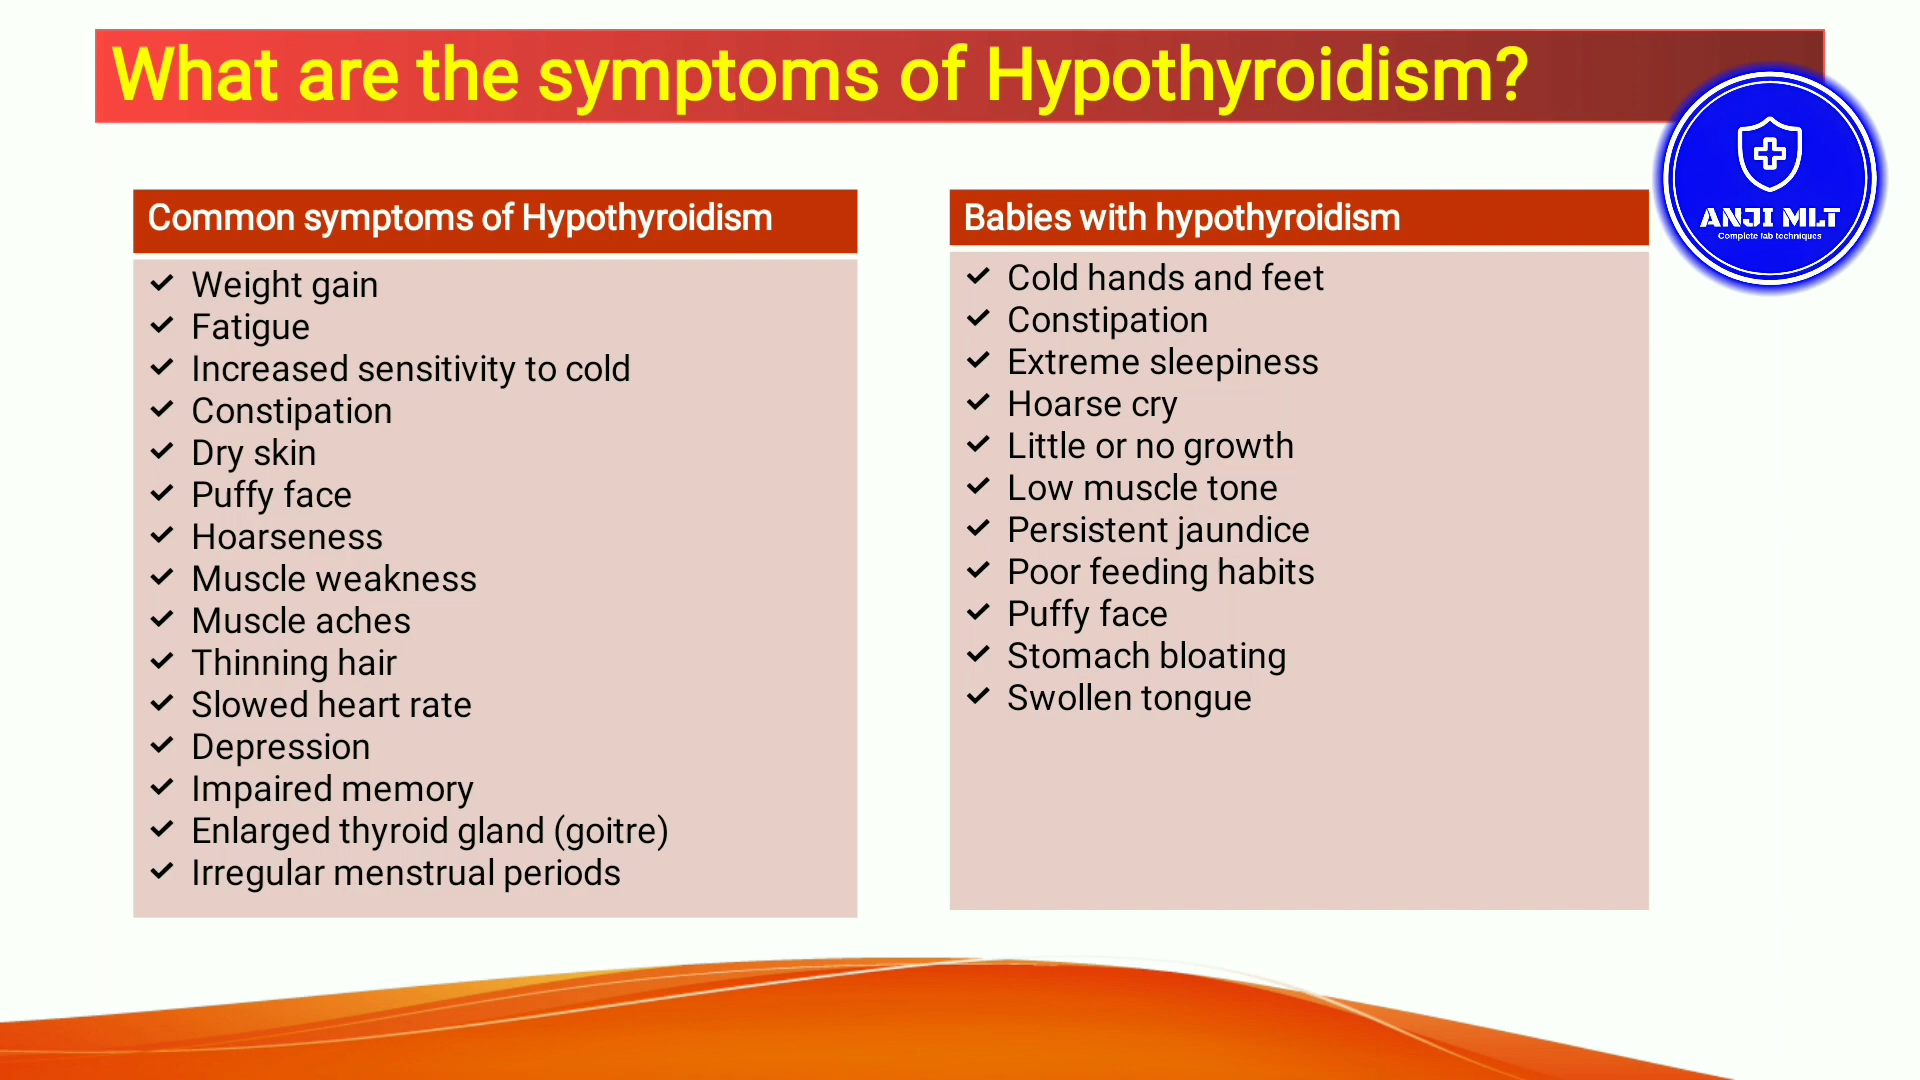 What are the symptoms of Hypothyroidism?
ANJI MLT
Complete lab techniques
Common symptoms of Hypothyroidism
Weight gain
Fatigue
Increased sensitivity to cold
Constipation
Dry skin
Puffy face
Hoarseness
Muscle weakness
Muscle aches
Thinning hair
Slowed heart rate
Depression
Impaired memory
Enlarged thyroid gland (goitre)
Irregular menstrual periods
Babies with hypothyroidism
Cold hands and feet
Constipation
Extreme sleepiness
Hoarse cry
Little or no growth
Low muscle tone
Persistent jaundice
Poor feeding habits
Puffy face
Stomach bloating
Swollen tongue